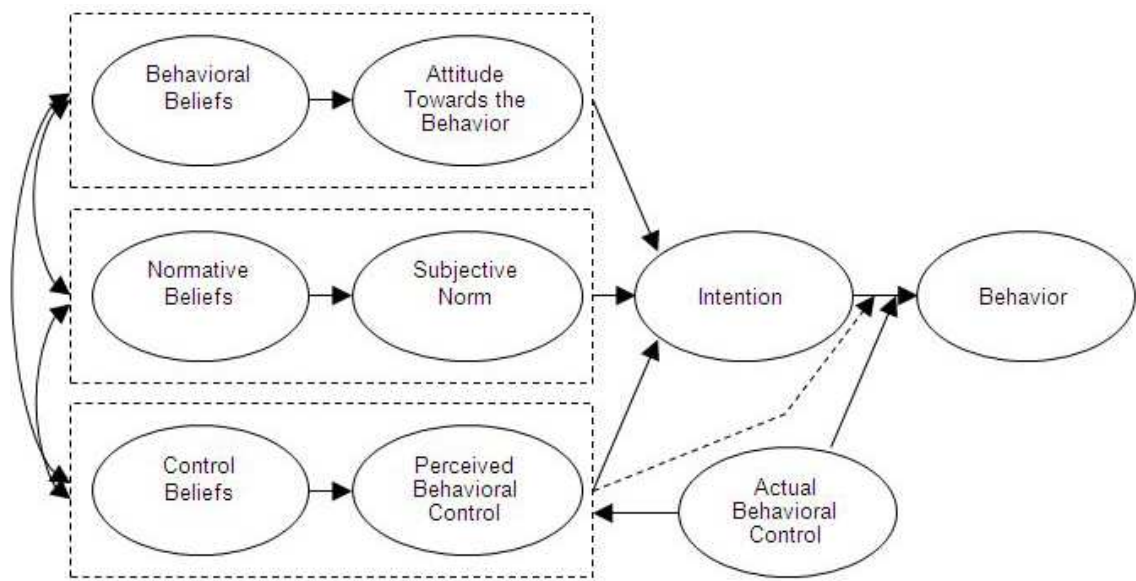 Behavioral
Beliefs
Attitude
Towards the
Behavior
Normative
Beliefs
Subjective
Norm
Intention
Behavior
Control
Beliefs
Perceived
Behavioral
Control
Actual
Behavioral
Control